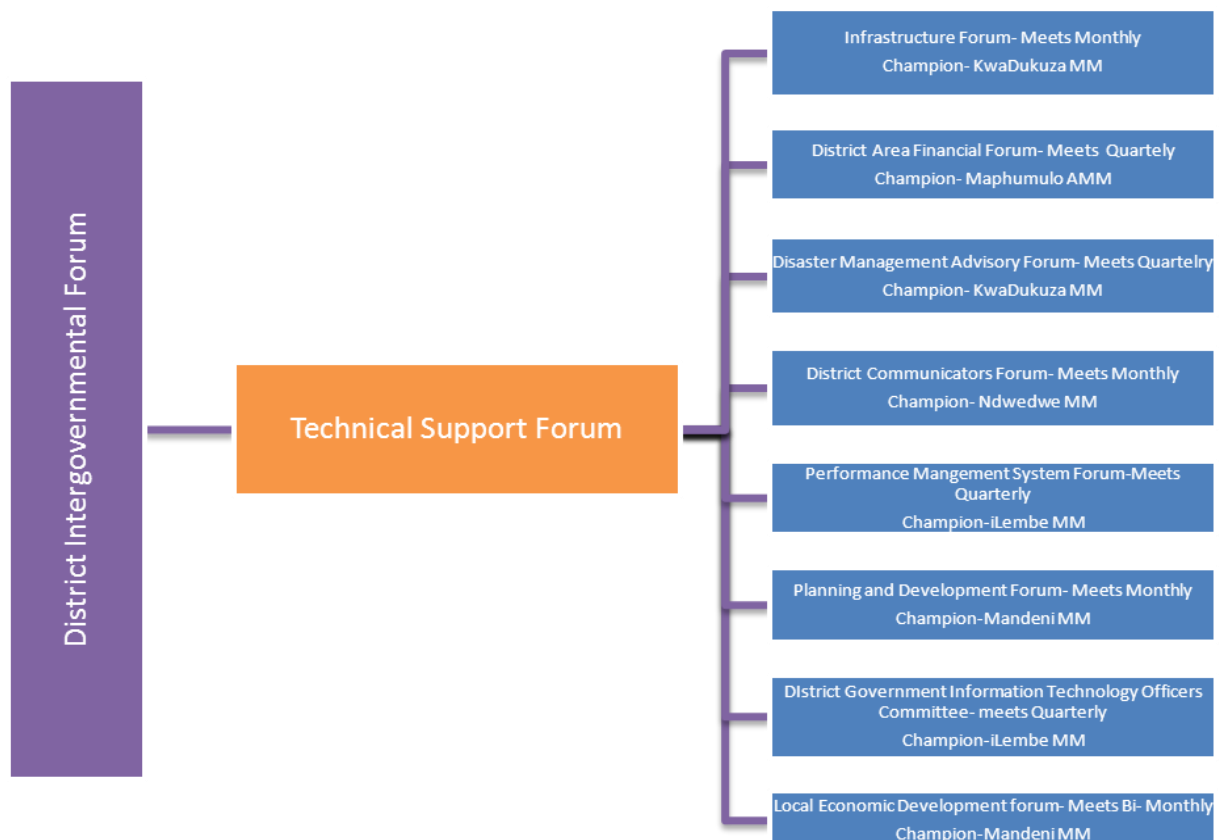 District Intergovernmental Forum
Technical Support Forum
Infrastructure Forum- Meets Monthly
Champion- KwaDukuza MM
District Area Financial Forum- Meets Quartely
Champion- Maphumulo AMM
Disaster Management Advisory Forum- Meets Quartelry
Champion- KwaDukuza MM
District Communicators Forum- Meets Monthly
Champion- Ndwedwe MM
Performance Mangement System Forum-Meets
Quarterly
Champion-iLembe MM
Planning and Development Forum- Meets Monthly
Champion-Mandeni MM
DIstrict Government Information Technology Officers
Committee- meets Quarterly
Champion-iLembe MM
Local Economic Development forum- Meets Bi- Monthly
Champion-Mandeni MM